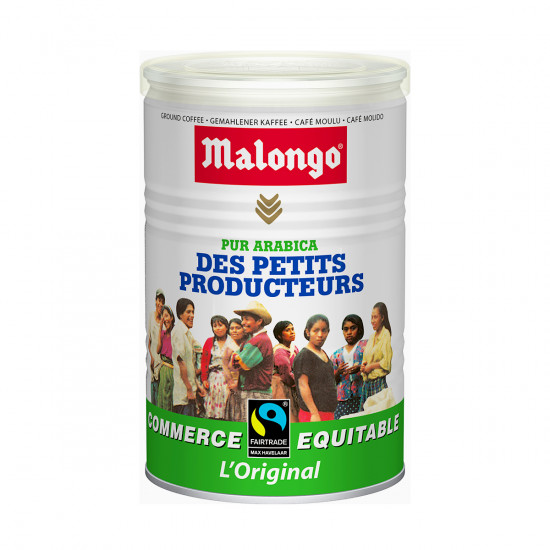 GROUND COFFEE • GEMAHLENER KAFFEE • CAFÉ MOULU • CAFÉ MOLIDO
Malongo®
PUR ARABICA
DES PETITS
PRODUCTEURS
COMMERCE EQUITABLE
FAIRTRADE
MAX HAVELAAR
L'Original